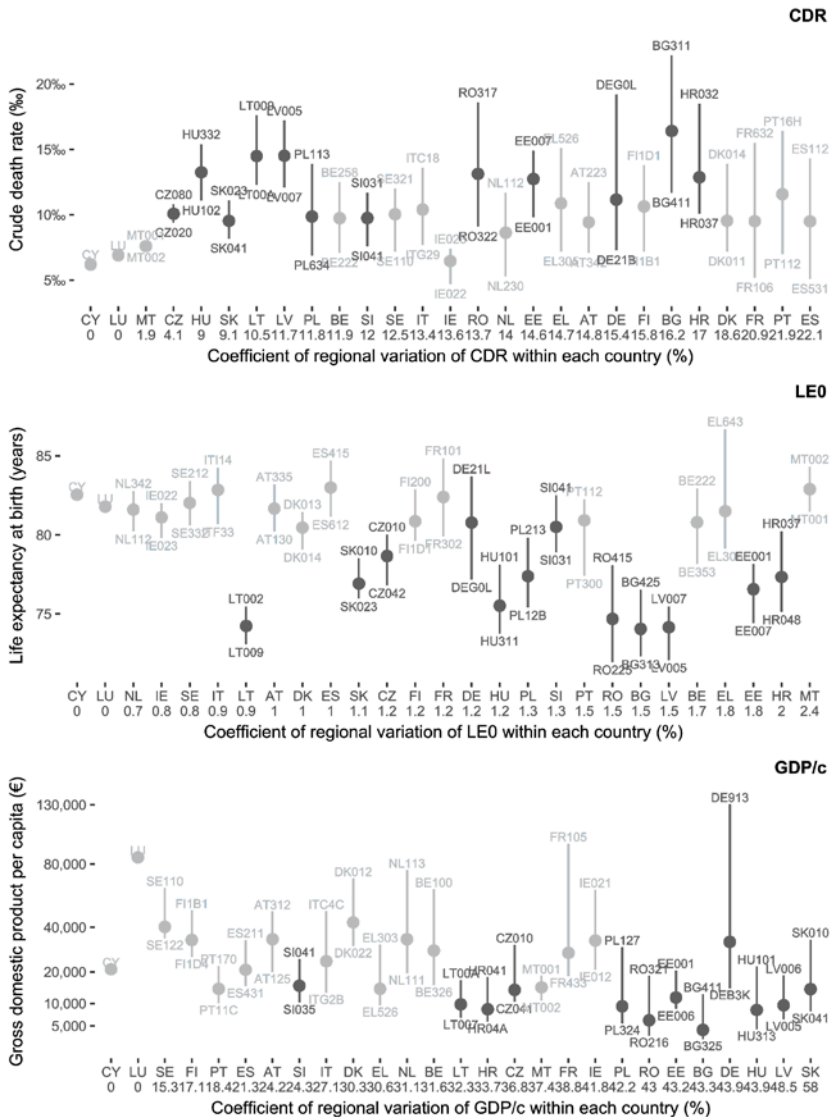 CDR
Crude death rate (‰)
20‰
15‰
10‰
5‰
CY
LU
MT001
MT002
CZ080
CZ020
HU332
HU102
SK023
SK041
LT009
LT00A
LV005
LV007
PL113
PL634
BE258
BE222
SI031
SI041
SE321
SE110
ITC18
ITG29
IE025
IE022
RO317
RO322
NL112
NL230
EE007
EE001
EL526
EL305
AT223
AT342
DEG0L
DE21B
FI1D1
FI1B1
BG311
BG411
HR032
HR037
DK014
DK011
FR632
FR106
PT16H
PT112
ES112
ES531
CY LU MT CZ HU SK LT LV PL BE SI SE IT IE RO NL EE EL AT DE FI BG HR DK FR PT ES
0 0 1.9 4.1 9 9.1 10.5 11.7 11.8 11.9 12 12.5 13.4 13.6 13.7 14 14.6 14.7 14.8 15.4 15.8 16.2 17 18.6 20.9 21.9 22.1
Coefficient of regional variation of CDR within each country (%)
LE0
Life expectancy at birth (years)
85
80
75
CY
LU
NL342
NL112
IE022
IE023
SE212
SE332
ITI14
ITF33
LT002
LT009
AT335
AT130
DK013
DK014
ES415
ES612
SK010
SK023
CZ010
CZ042
FI200
FI1D1
FR101
FR302
DE21L
DEG0L
HU101
HU311
PL213
PL12B
SI041
SI031
PT112
PT300
RO415
RO225
BG425
BG313
LV007
LV005
BE222
BE353
EL643
EE001
EE007
HR037
HR048
MT002
MT001
CY LU NL IE SE IT LT AT DK ES SK CZ FI FR DE HU PL SI PT RO BG LV BE EL EE HR MT
0 0 0.7 0.8 0.8 0.9 0.9 1 1 1 1.1 1.2 1.2 1.2 1.2 1.2 1.3 1.3 1.5 1.5 1.5 1.5 1.7 1.8 1.8 2 2.4
Coefficient of regional variation of LE0 within each country (%)
GDP/c
Gross domestic product per capita (€)
130,000
80,000
40,000
20,000
10,000
5,000
CY
LU
SE110
SE122
FI1B1
FI1D4
PT170
PT11C
ES211
ES431
AT312
AT125
SI041
SI035
ITC4C
ITG2B
DK012
DK022
EL303
EL526
NL113
NL111
BE100
BE326
LT00A
LT007
HR041
HR04A
CZ010
CZ041
MT001
MT002
FR105
FR433
IE021
IE012
PL127
PL324
RO321
RO216
EE001
EE006
BG411
BG325
DE913
DEB3K
HU101
HU313
LV006
LV005
SK010
SK041
CY LU SE FI PT ES AT SI IT DK EL NL BE LT HR CZ MT FR IE PL RO EE BG DE HU LV SK
0 0 15.3 17.1 18.4 21.3 24.2 24.3 27.1 30.3 30.6 31.1 31.6 32.3 33.7 36.8 37.4 38.8 41.8 42.2 43 43.2 43.3 43.9 43.9 48.5 58
Coefficient of regional variation of GDP/c within each country (%)